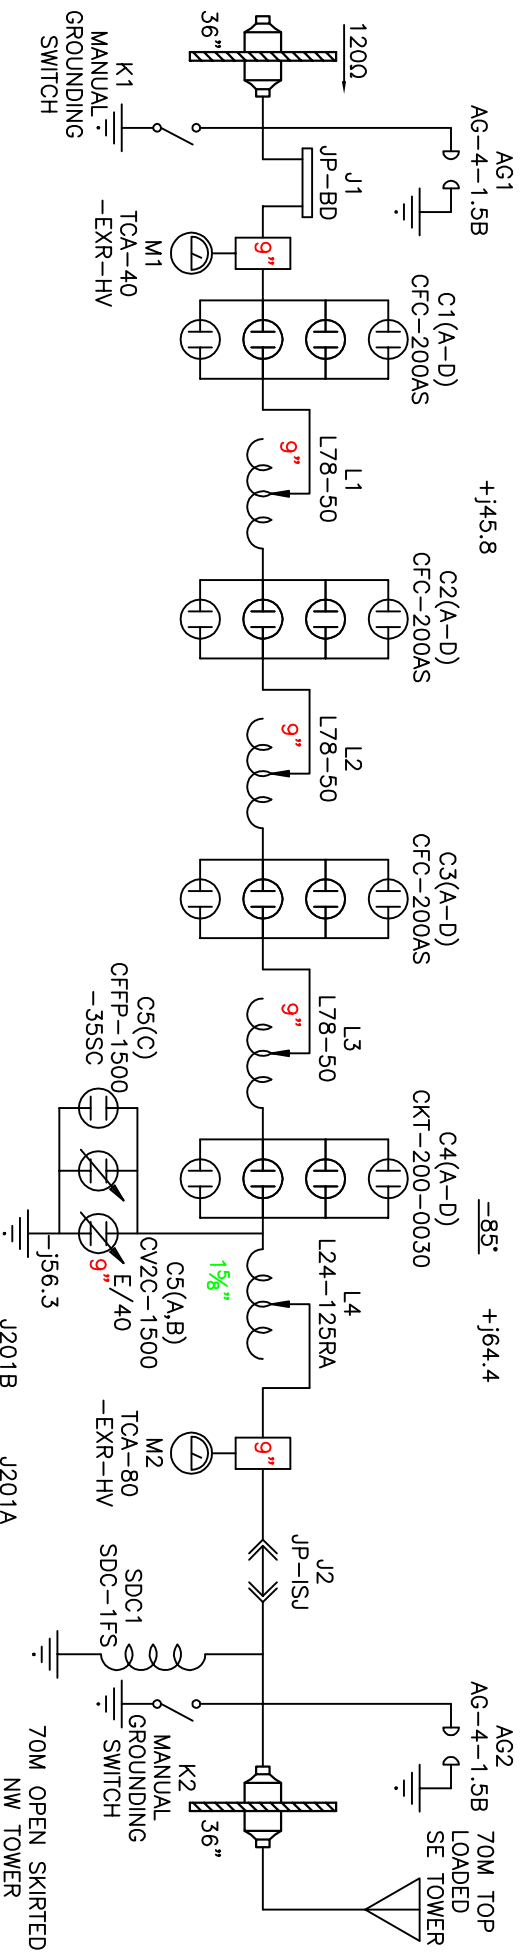 120Ω
36"
K1
MANUAL
GROUNDING
SWITCH
AG1
AG-4-1.5B
J1
JP-BD
9"
M1
TCA-40
-EXR-HV
C1(A-D)
CFC-200AS
+j45.8
L1
L78-50
9"
C2(A-D)
CFC-200AS
L2
L78-50
9"
C3(A-D)
CFC-200AS
L3
L78-50
9"
C4(A-D)
CKT-200-0030
-85°
+j64.4
C5(C)
CFFP-1500
-35SC
C5(A,B)
CV2C-1500
E/40
9"
-j56.3
L4
L24-125RA
1⅝"
9"
M2
TCA-80
-EXR-HV
J201B
J201A
J2
JP-ISJ
SDC1
SDC-1FS
AG2
AG-4-1.5B
K2
MANUAL
GROUNDING
SWITCH
36"
70M TOP
LOADED
SE TOWER
70M OPEN SKIRTED
NW TOWER